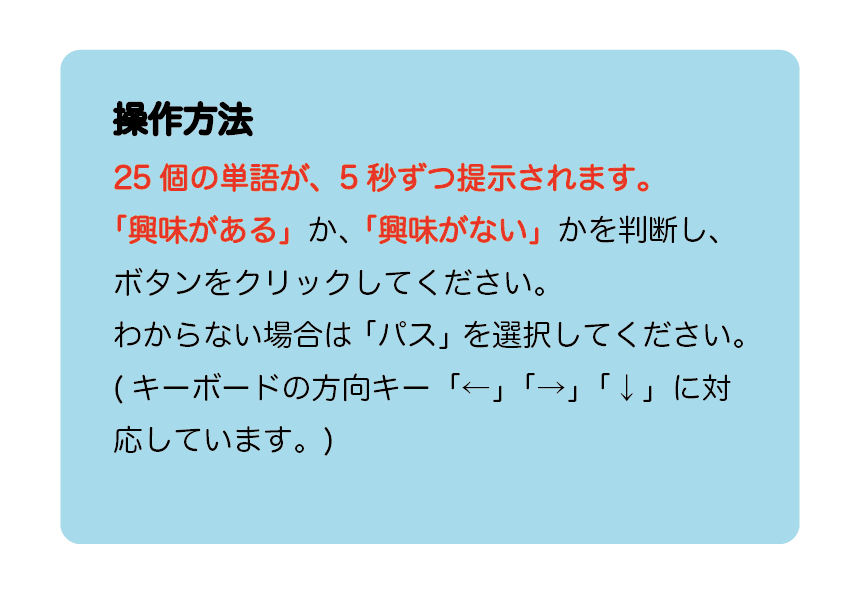 操作方法
25 個の単語が、5 秒ずつ提示されます。
「興味がある」か、「興味がない」かを判断し、
ボタンをクリックしてください。
わからない場合は「パス」を選択してください。
( キーボードの方向キー「←」「→」「↓」に対
応しています。)